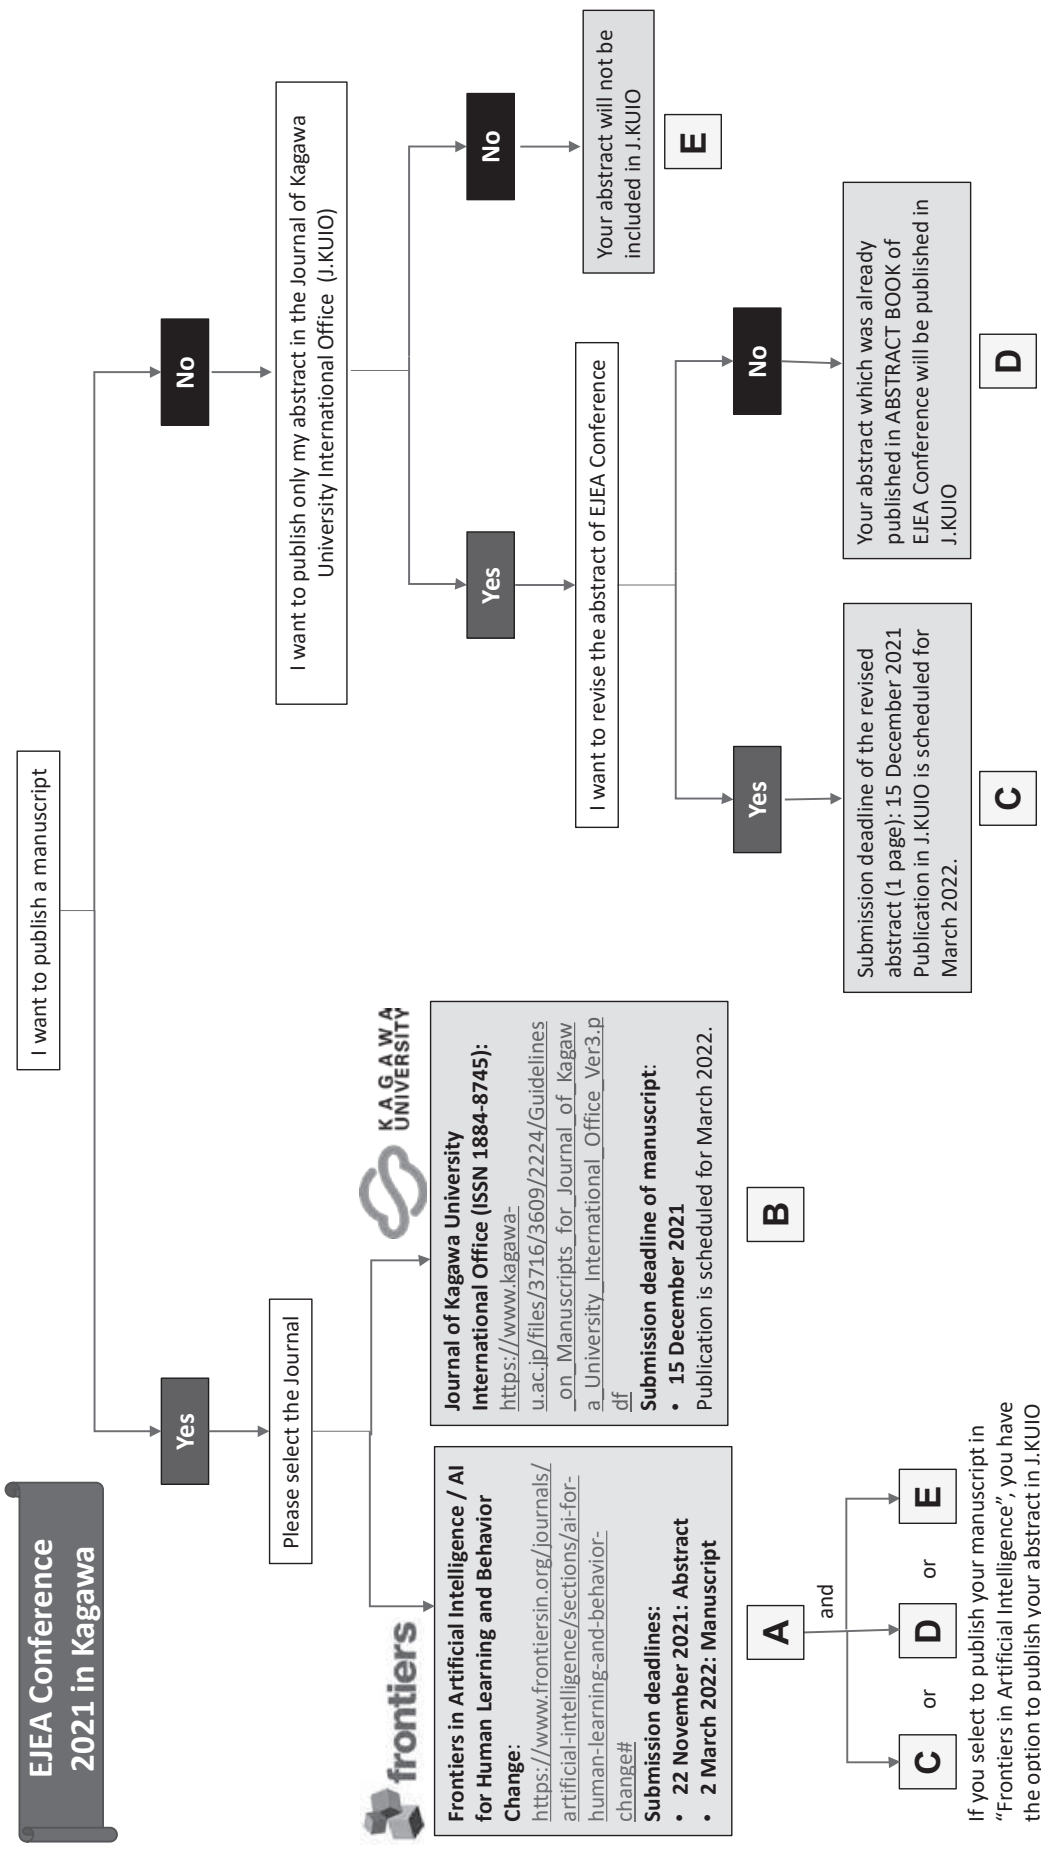 EJEA Conference
2021 in Kagawa
I want to publish a manuscript
Yes
No
Please select the Journal
I want to publish only my abstract in the Journal of Kagawa
University International Office (J.KUIO)
frontiers
KAGAWA
UNIVERSITY
Frontiers in Artificial Intelligence / AI
for Human Learning and Behavior
Change:
https://www.frontiersin.org/journals/
artificial-intelligence/sections/ai-for-
human-learning-and-behavior-
change#
Submission deadlines:
• 22 November 2021: Abstract
• 2 March 2022: Manuscript
A
and
C
or
D
or
E
If you select to publish your manuscript in
“Frontiers in Artificial Intelligence”, you have
the option to publish your abstract in J.KUIO
Journal of Kagawa University
International Office (ISSN 1884-8745):
https://www.kagawa-
u.ac.jp/files/3716/3609/2224/Guidelines
_on_Manuscripts_for_Journal_of_Kagaw
a_University_International_Office_Ver3.p
df
Submission deadline of manuscript:
• 15 December 2021
Publication is scheduled for March 2022.
B
Yes
No
I want to revise the abstract of EJEA Conference
Your abstract will not be
included in J.KUIO
E
Yes
No
Submission deadline of the revised
abstract (1 page): 15 December 2021
Publication in J.KUIO is scheduled for
March 2022.
C
Your abstract which was already
published in ABSTRACT BOOK of
EJEA Conference will be published in
J.KUIO
D